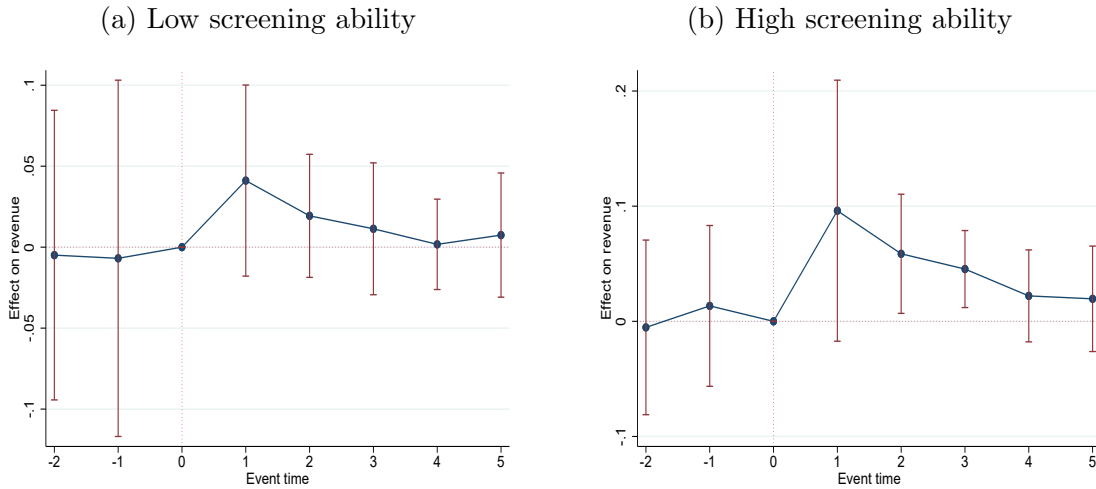 (a) Low screening ability
.1
.05
0
-.05
-.1
Effect on revenue
-2 -1 0 1 2 3 4 5
Event time
(b) High screening ability
.2
.1
0
-.1
Effect on revenue
-2 -1 0 1 2 3 4 5
Event time